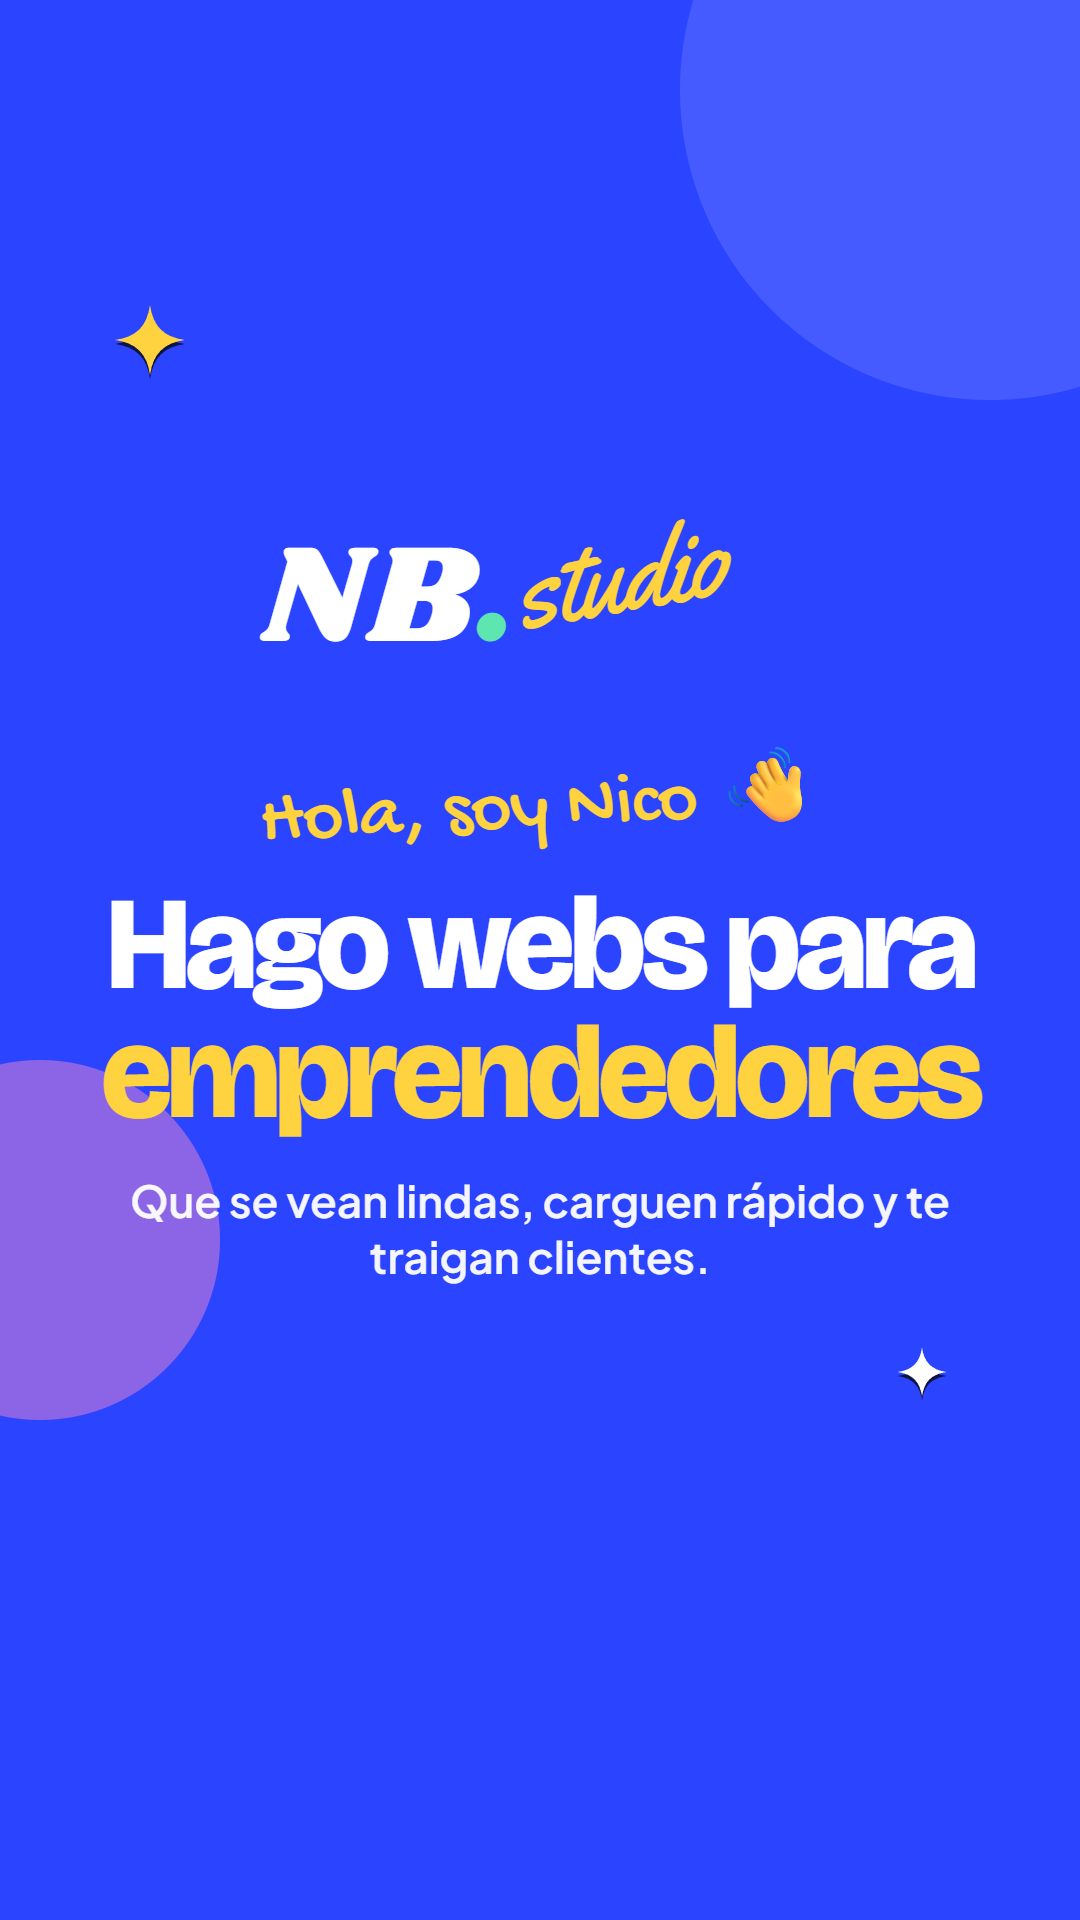 NB. studio
Hola, soy Nico 👋
Hago webs para
emprendedores
Que se vean lindas, carguen rápido y te
traigan clientes.